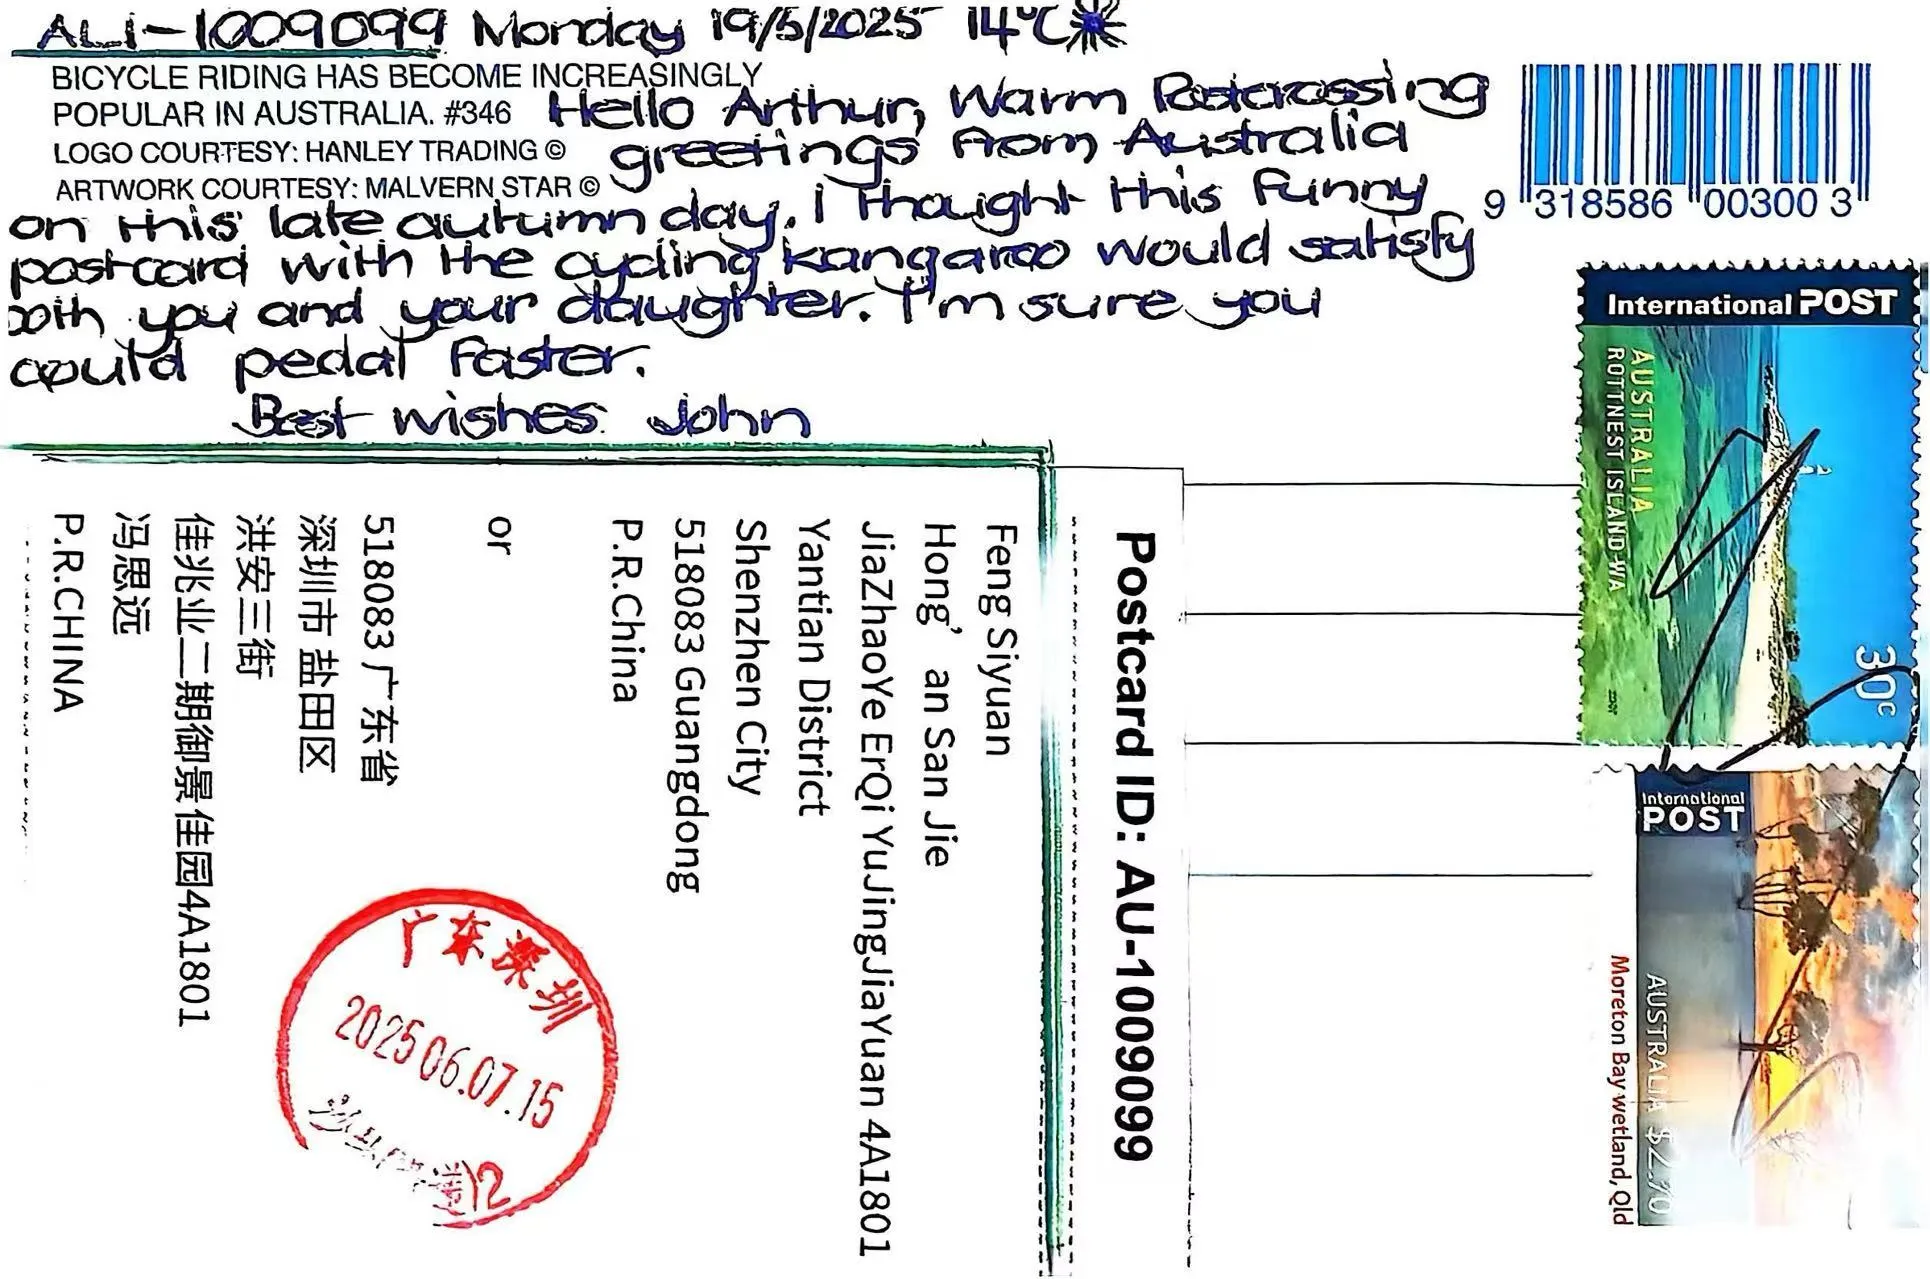 AU-1009099 Monday 19/5/2025 14°C
BICYCLE RIDING HAS BECOME INCREASINGLY
POPULAR IN AUSTRALIA. #346
LOGO COURTESY: HANLEY TRADING ©
ARTWORK COURTESY: MALVERN STAR ©
Hello Arthur, Warm Postcrossing
greetings from Australia
on this late autumn day. I thought this funny
postcard with the cycling kangaroo would satisfy
both you and your daughter. I'm sure you
could pedal faster.
Best wishes John
9 318586 00300 3
International POST
AUSTRALIA
ROTTNEST ISLAND WA
30c
International
POST
AUSTRALIA $2.70
Moreton Bay wetland, Qld
Postcard ID: AU-1009099
Feng Siyuan
Hong’an San Jie
JiaZhaoYe ErQi YuJingJiaYuan 4A1801
Yantian District
Shenzhen City
518083 Guangdong
P.R.China
or
518083 广东省
深圳市 盐田区
洪安三街
佳兆业二期御景佳园4A1801
冯思远
P.R.CHINA
广东深圳
2025 06.07.15
12